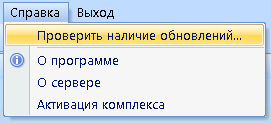 Справка Выход
Проверить наличие обновлений...
О программе
О сервере
Активация комплекса